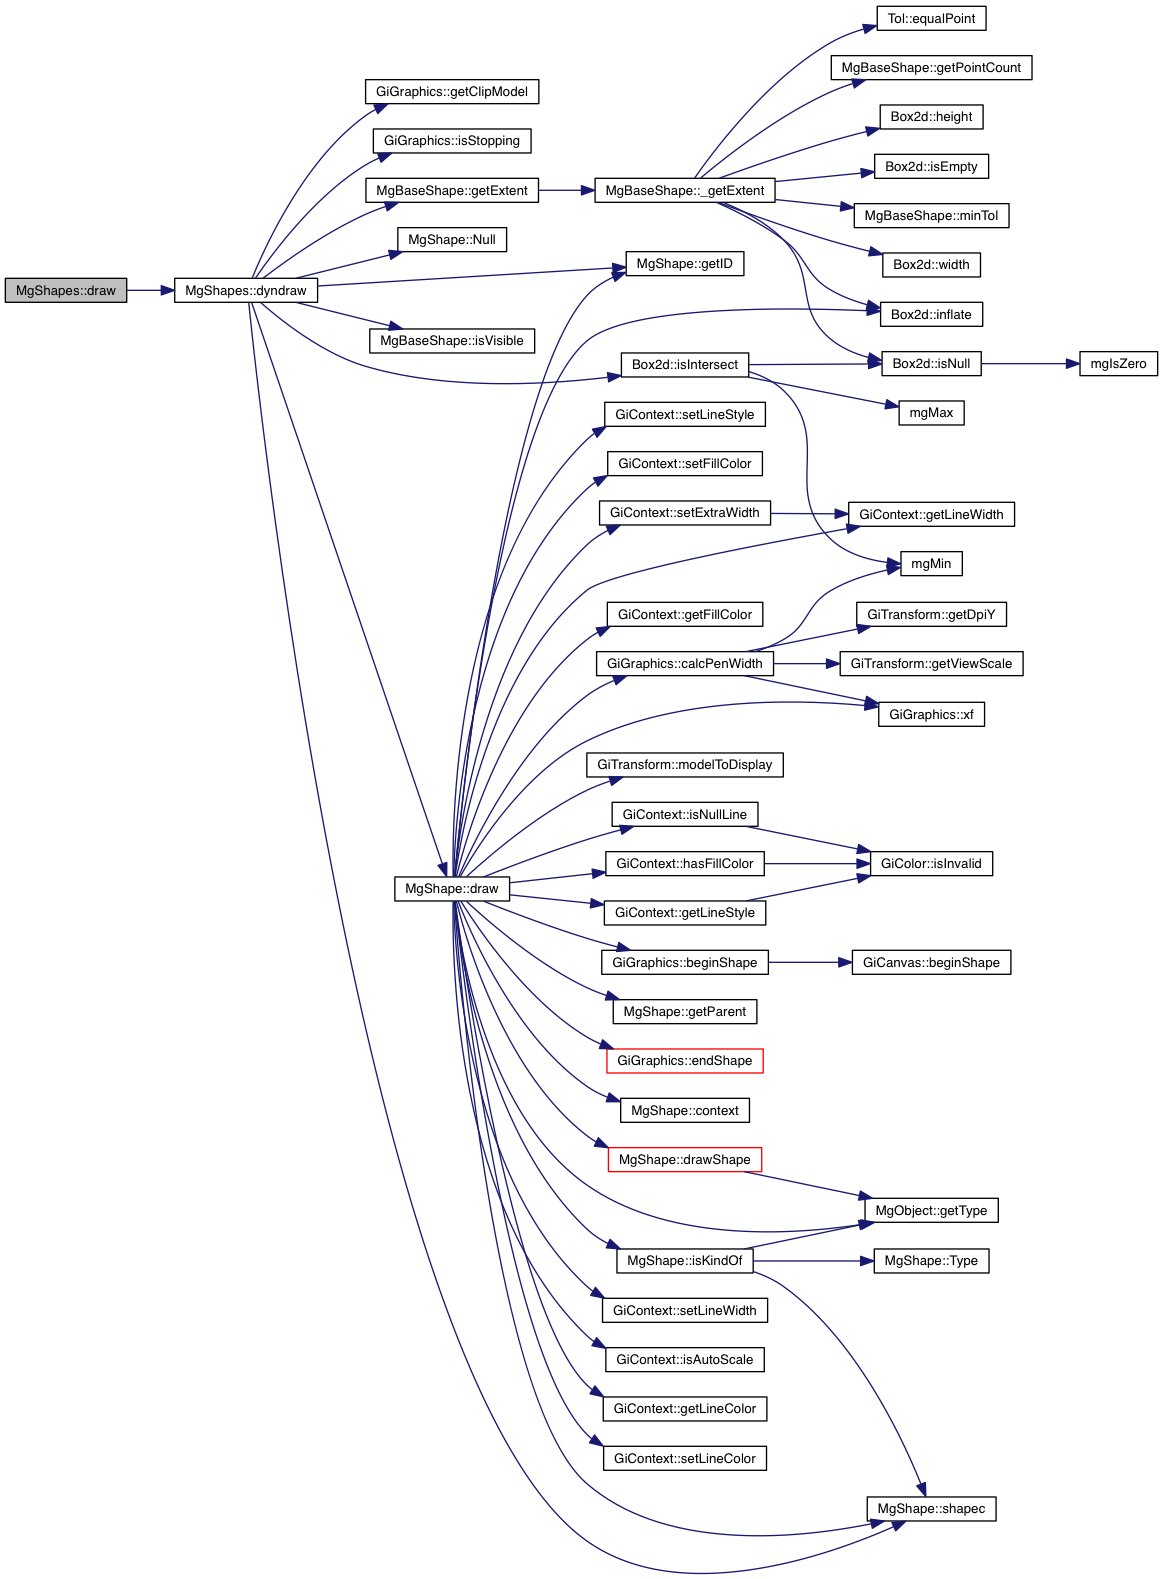 Tol::equalPoint
MgBaseShape::getPointCount
GiGraphics::getClipModel
Box2d::height
GiGraphics::isStopping
Box2d::isEmpty
MgBaseShape::getExtent
MgBaseShape::_getExtent
MgBaseShape::minTol
MgShape::Null
MgShape::getID
Box2d::width
MgShapes::draw
MgShapes::dyndraw
Box2d::inflate
MgBaseShape::isVisible
Box2d::isIntersect
Box2d::isNull
mgIsZero
GiContext::setLineStyle
mgMax
GiContext::setFillColor
GiContext::setExtraWidth
GiContext::getLineWidth
mgMin
GiContext::getFillColor
GiTransform::getDpiY
GiGraphics::calcPenWidth
GiTransform::getViewScale
GiGraphics::xf
GiTransform::modelToDisplay
GiContext::isNullLine
GiContext::hasFillColor
GiColor::isInvalid
MgShape::draw
GiContext::getLineStyle
GiGraphics::beginShape
GiCanvas::beginShape
MgShape::getParent
GiGraphics::endShape
MgShape::context
MgShape::drawShape
MgObject::getType
MgShape::isKindOf
MgShape::Type
GiContext::setLineWidth
GiContext::isAutoScale
GiContext::getLineColor
GiContext::setLineColor
MgShape::shapec